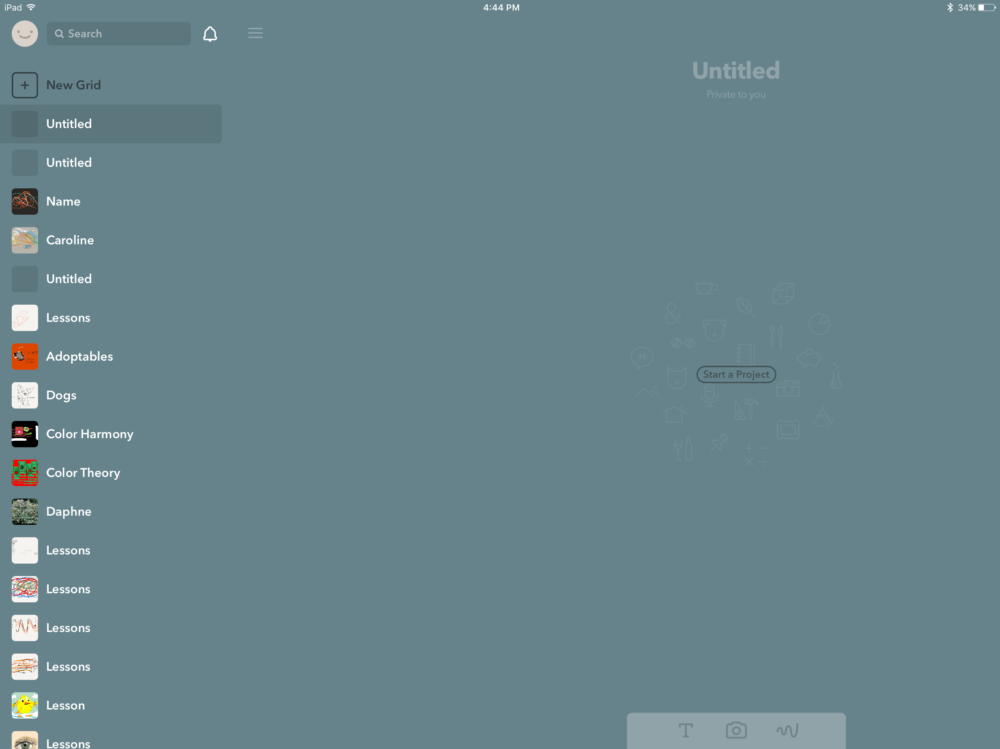 iPad
4:44 PM
34%
Search
New Grid
Untitled
Untitled
Name
Caroline
Untitled
Lessons
Adoptables
Dogs
Color Harmony
Color Theory
Daphne
Lessons
Lessons
Lessons
Lessons
Lesson
Lessons
Untitled
Private to you
&
99
Start a Project
T